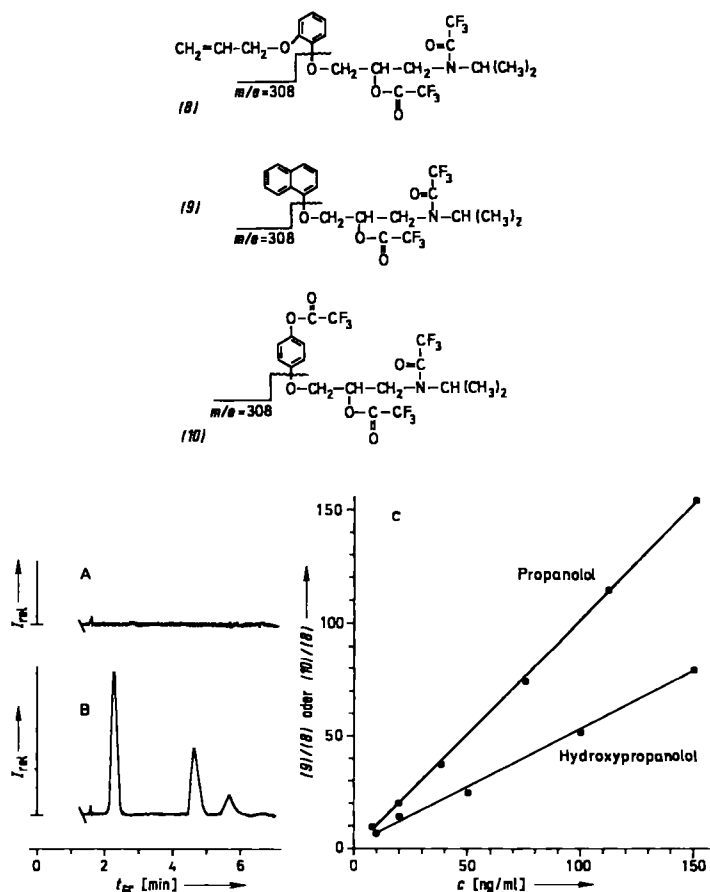 CF₃
O=C
CH₂=CH-CH₂-O
O-CH₂-CH-CH₂-N-CH(CH₃)₂
m/e=308
O-C-CF₃
O
(8)
CF₃
O=C
(9)
O-CH₂-CH-CH₂-N-CH(CH₃)₂
m/e=308
O-C-CF₃
O
O
O-C-CF₃
CF₃
O=C
O-CH₂-CH-CH₂-N-CH(CH₃)₂
m/e=308
O-C-CF₃
O
(10)
A
Irel
B
Irel
0 2 4 6
tGC [min]
C
(9)/(8) oder (10)/(8)
150
100
50
0
Propanolol
Hydroxypropanolol
0 50 100 150
c [ng/ml]